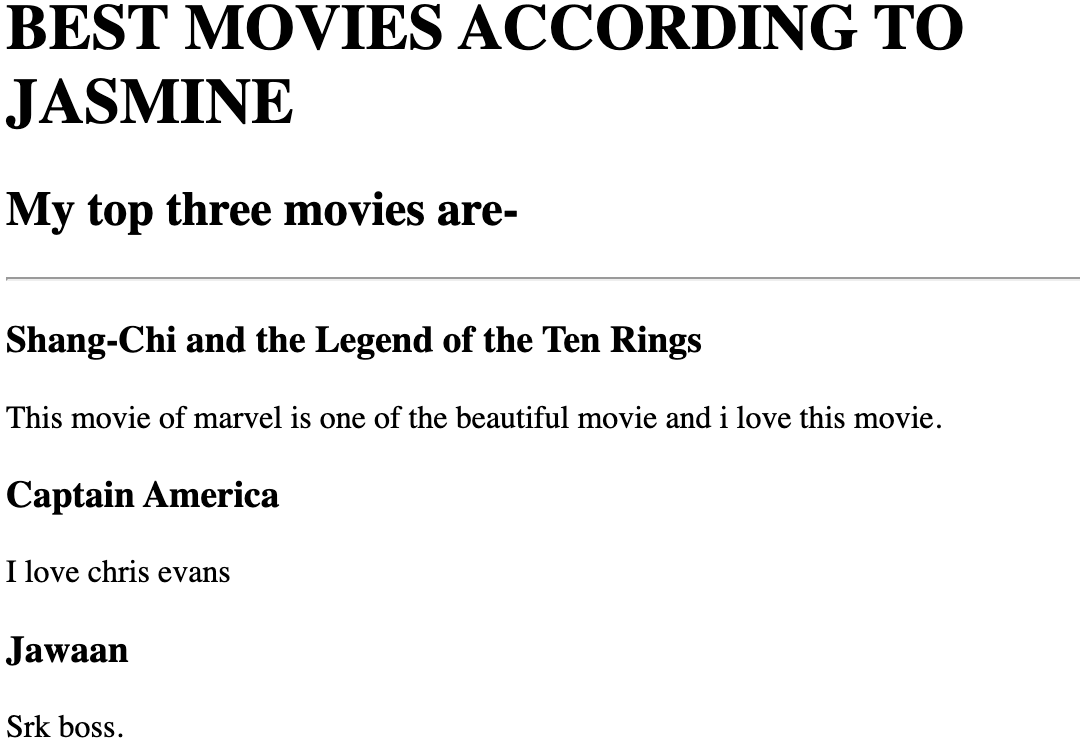 BEST MOVIES ACCORDING TO
JASMINE
My top three movies are-
Shang-Chi and the Legend of the Ten Rings
This movie of marvel is one of the beautiful movie and i love this movie.
Captain America
I love chris evans
Jawaan
Srk boss.